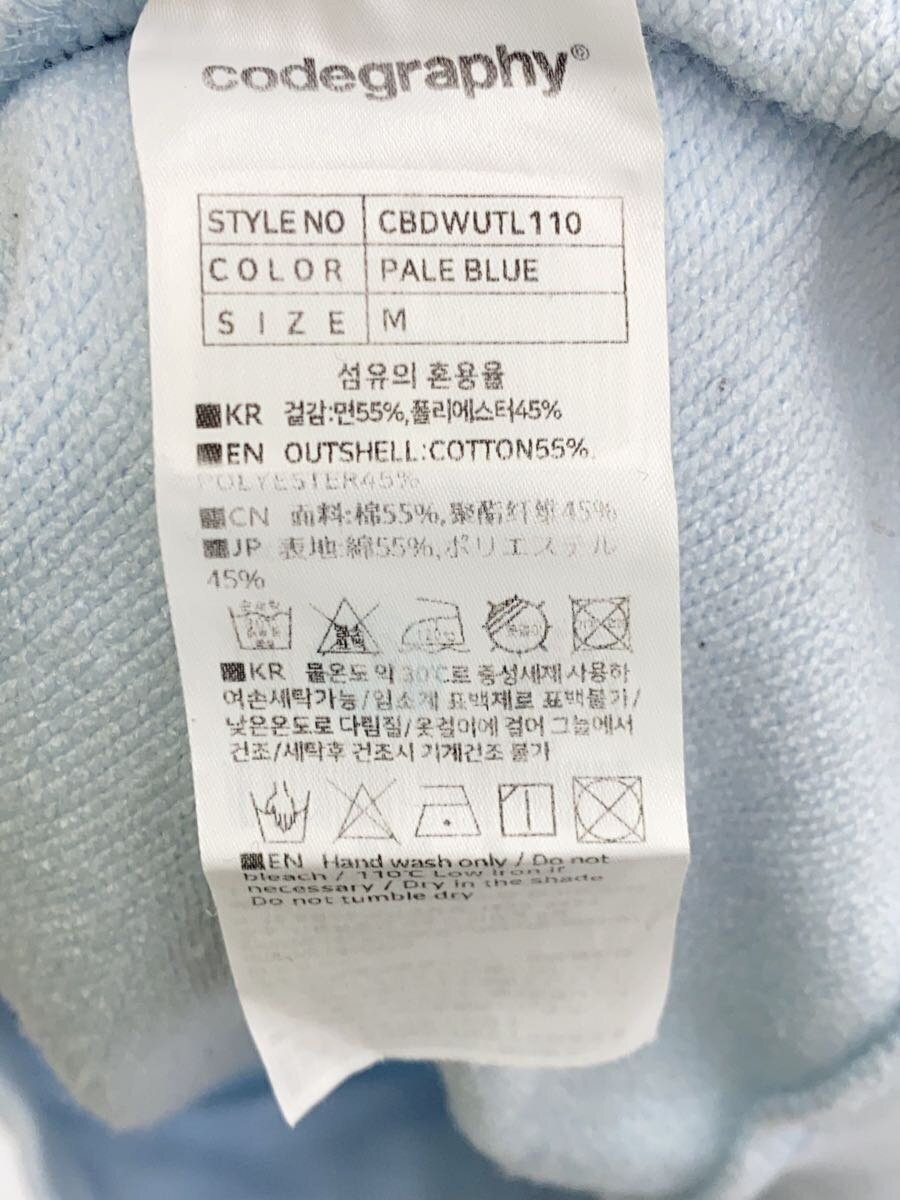 codegraphy®
STYLE NO CBDWUTL110
COLOR PALE BLUE
SIZE M
섬유의 혼용율
KR 겉감:면55%,폴리에스터45%
EN OUTSHELL:COTTON55%,
POLYESTER45%
CN 面料:棉55%,聚酯纤维45%
JP 表地:綿55%,ポリエステル
45%
KR 물온도 약 30℃로 중성세제 사용하
여손세탁가능/염소계 표백제로 표백불가/
낮은온도로 다림질/옷걸이에 걸어 그늘에서
건조/세탁후 건조시 기계건조 불가
EN Hand wash only / Do not
bleach / 110℃ Low Iron if
necessary / Dry in the shade
Do not tumble dry